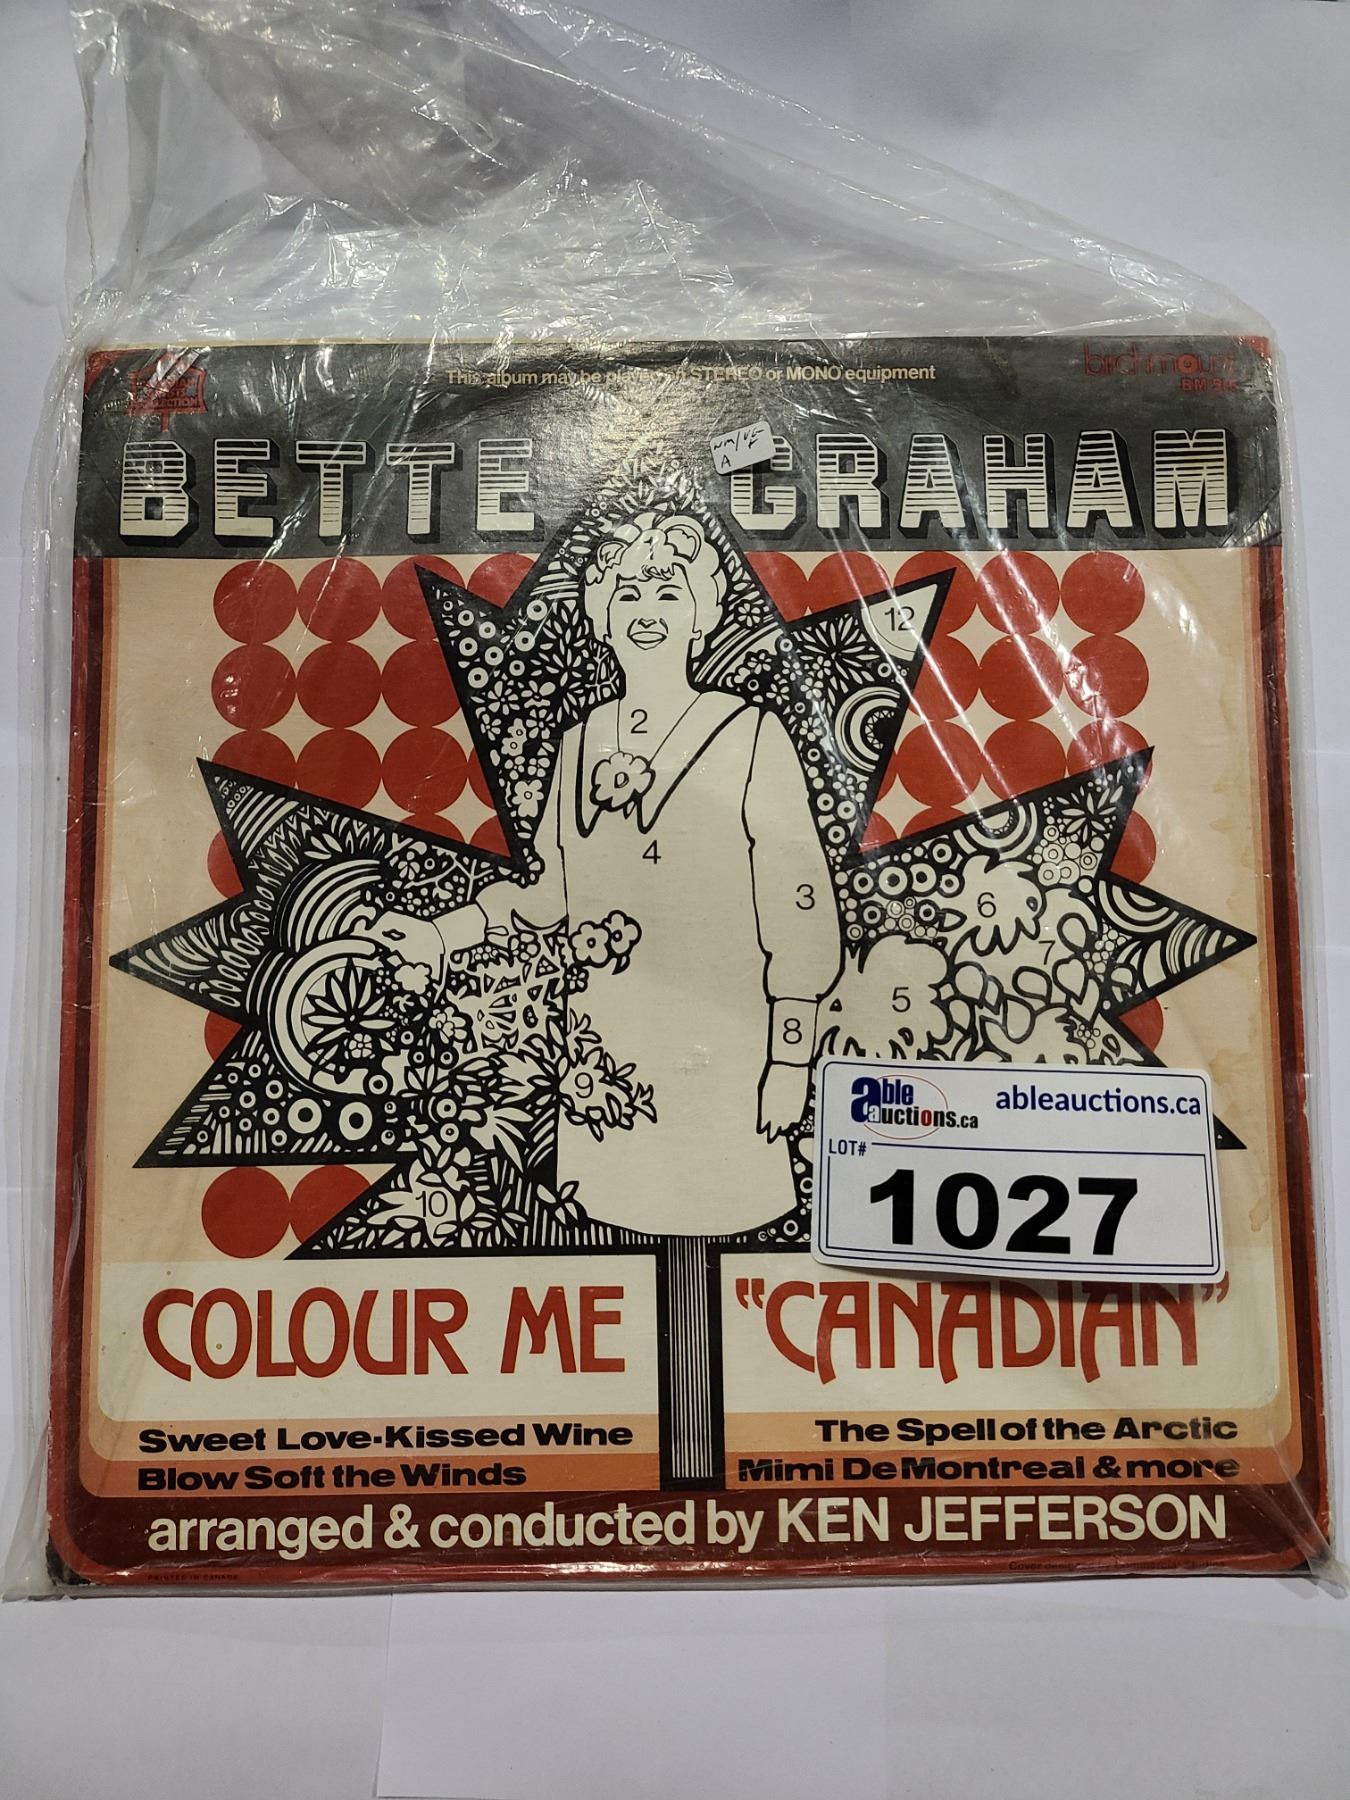 This album may be played on STEREO or MONO equipment
birchmount
COLLECTION
BETTE GRAHAM
NM/VG+
A
12
2
4
3
6
7
5
8
9
10
able auctions.ca
ableauctions.ca
LOT#
1027
COLOUR ME "CANADIAN"
Sweet Love-Kissed Wine
The Spell of the Arctic
Blow Soft the Winds
Mimi De Montreal & more
arranged & conducted by KEN JEFFERSON
PRINTED IN CANADA